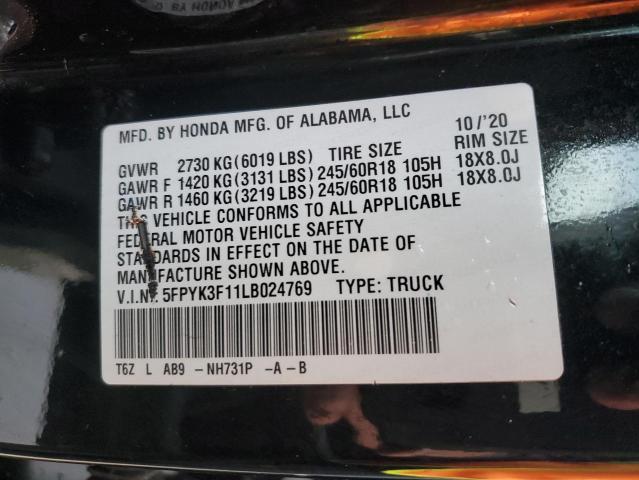 MFD. BY HONDA MFG. OF ALABAMA, LLC 10/'20
GVWR 2730 KG(6019 LBS) TIRE SIZE RIM SIZE
GAWR F 1420 KG(3131 LBS)245/60R18 105H 18X8.0J
GAWR R 1460 KG(3219 LBS)245/60R18 105H 18X8.0J
THIS VEHICLE CONFORMS TO ALL APPLICABLE
FEDERAL MOTOR VEHICLE SAFETY
STANDARDS IN EFFECT ON THE DATE OF
MANUFACTURE SHOWN ABOVE.
V.I.N.: 5FPYK3F11LB024769 TYPE: TRUCK
T6Z L AB9 -NH731P -A-B